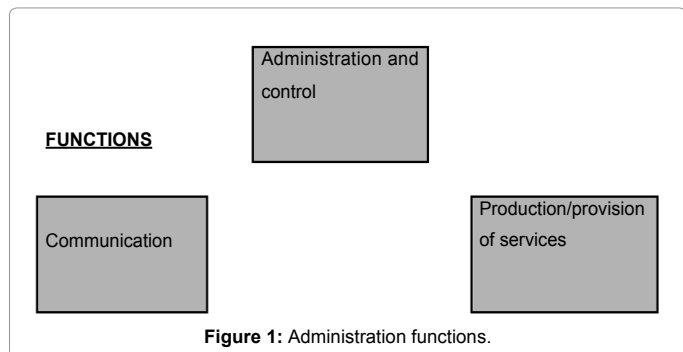 Administration and
control
FUNCTIONS
Communication
Production/provision
of services
Figure 1: Administration functions.